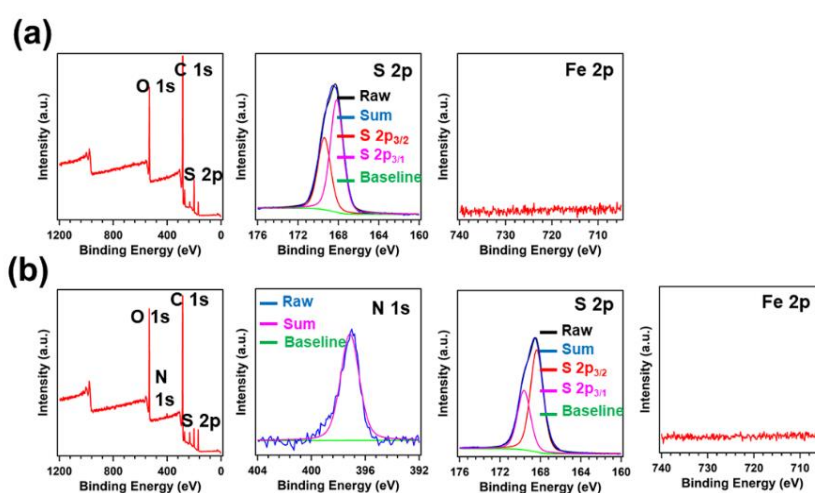 (a)
Intensity (a.u.)
C 1s
O 1s
S 2p
1200 800 400 0
Binding Energy (eV)
Intensity (a.u.)
S 2p
Raw
Sum
S 2p3/2
S 2p3/1
Baseline
176 172 168 164 160
Binding Energy (eV)
Intensity (a.u.)
Fe 2p
740 730 720 710
Binding Energy (eV)
(b)
Intensity (a.u.)
C 1s
O 1s
N
1s
S 2p
1200 800 400 0
Binding Energy (eV)
Intensity (a.u.)
Raw
Sum
Baseline
N 1s
404 400 396 392
Binding Energy (eV)
Intensity (a.u.)
S 2p
Raw
Sum
S 2p3/2
S 2p3/1
Baseline
176 172 168 164 160
Binding Energy (eV)
Intensity (a.u.)
Fe 2p
740 730 720 710
Binding Energy (eV)